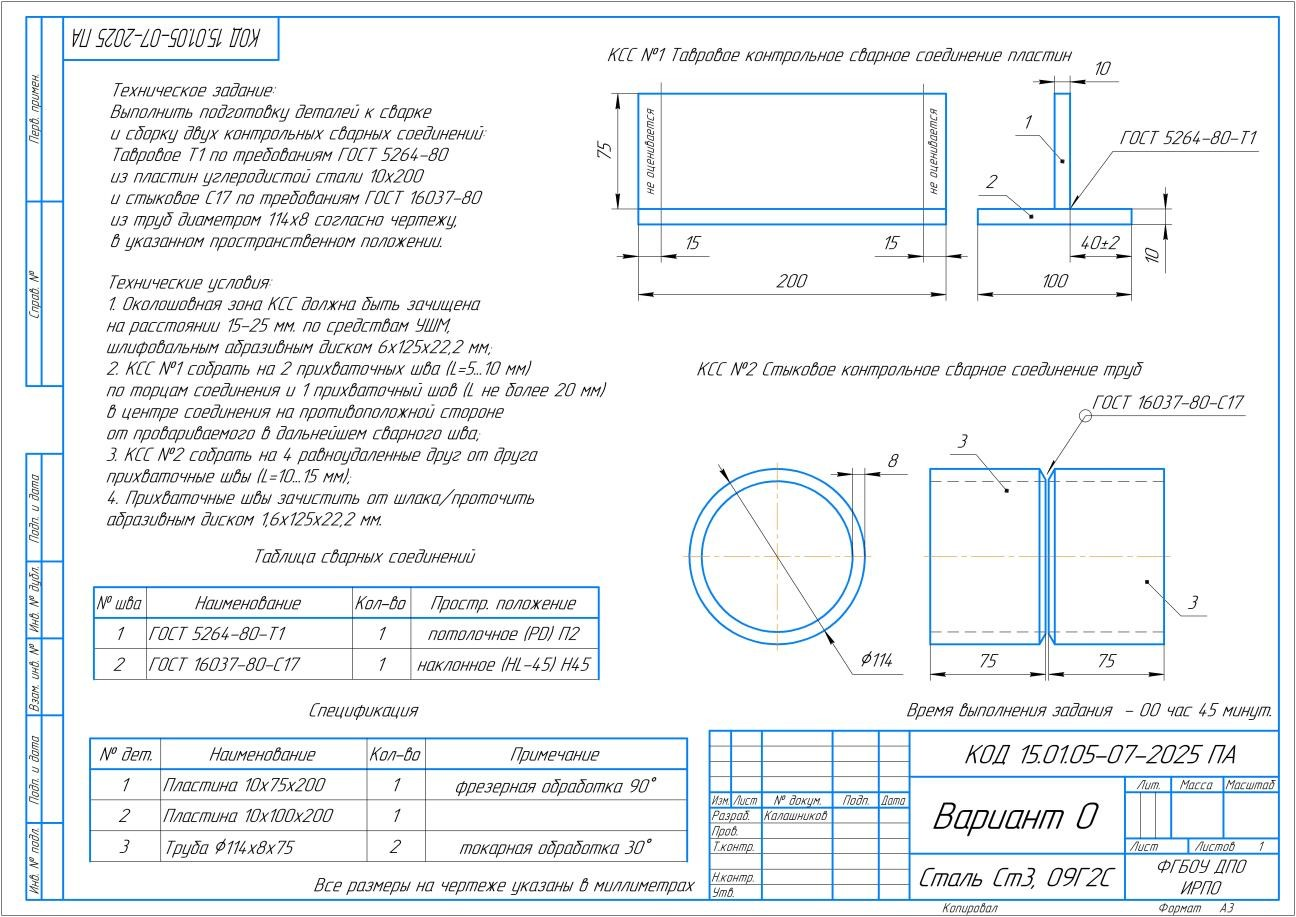 КОД 15.01.05-07-2025 ПА
Перв. примен.
Справ. №
Подп. и дата
Инв. № дубл.
Взам. инв. №
Подп. и дата
Инв. № подл.
Техническое задание:
Выполнить подготовку деталей к сварке
и сборку двух контрольных сварных соединений:
Тавровое Т1 по требованиям ГОСТ 5264-80
из пластин углеродистой стали 10х200
и стыковое С17 по требованиям ГОСТ 16037-80
из труб диаметром 114х8 согласно чертежу,
в указанном пространственном положении.
Технические условия:
1. Околошовная зона КСС должна быть зачищена
на расстоянии 15-25 мм. по средствам УШМ,
шлифовальным абразивным диском 6х125х22,2 мм;
2. КСС №1 собрать на 2 прихваточных шва (L=5...10 мм)
по торцам соединения и 1 прихваточный шов (L не более 20 мм)
в центре соединения на противоположной стороне
от провариваемого в дальнейшем сварного шва;
3. КСС №2 собрать на 4 равноудаленные друг от друга
прихваточные швы (L=10...15 мм);
4. Прихваточные швы зачистить от шлака/проточить
абразивным диском 1,6х125х22,2 мм.
Таблица сварных соединений
№ шва Наименование Кол-во Простр. положение
1 ГОСТ 5264-80-Т1 1 потолочное (PD) П2
2 ГОСТ 16037-80-С17 1 наклонное (HL-45) Н45
Спецификация
№ дет. Наименование Кол-во Примечание
1 Пластина 10х75х200 1 фрезерная обработка 90°
2 Пластина 10х100х200 1
3 Труба Ф114х8х75 2 токарная обработка 30°
Все размеры на чертеже указаны в миллиметрах
КСС №1 Тавровое контрольное сварное соединение пластин
75
не оценивается
не оценивается
15
15
200
10
1
2
ГОСТ 5264-80-Т1
40±2
10
100
КСС №2 Стыковое контрольное сварное соединение труб
ГОСТ 16037-80-С17
8
Ф114
3
3
75
75
Время выполнения задания - 00 час 45 минут.
КОД 15.01.05-07-2025 ПА
Изм. Лист № докум. Подп. Дата
Разраб. Калашников
Пров.
Т.контр.
Н.контр.
Утв.
Вариант 0
Лит. Масса Масштаб
Лист Листов 1
Сталь Ст3, 09Г2С
ФГБОУ ДПО
ИРПО
Копировал Формат А3